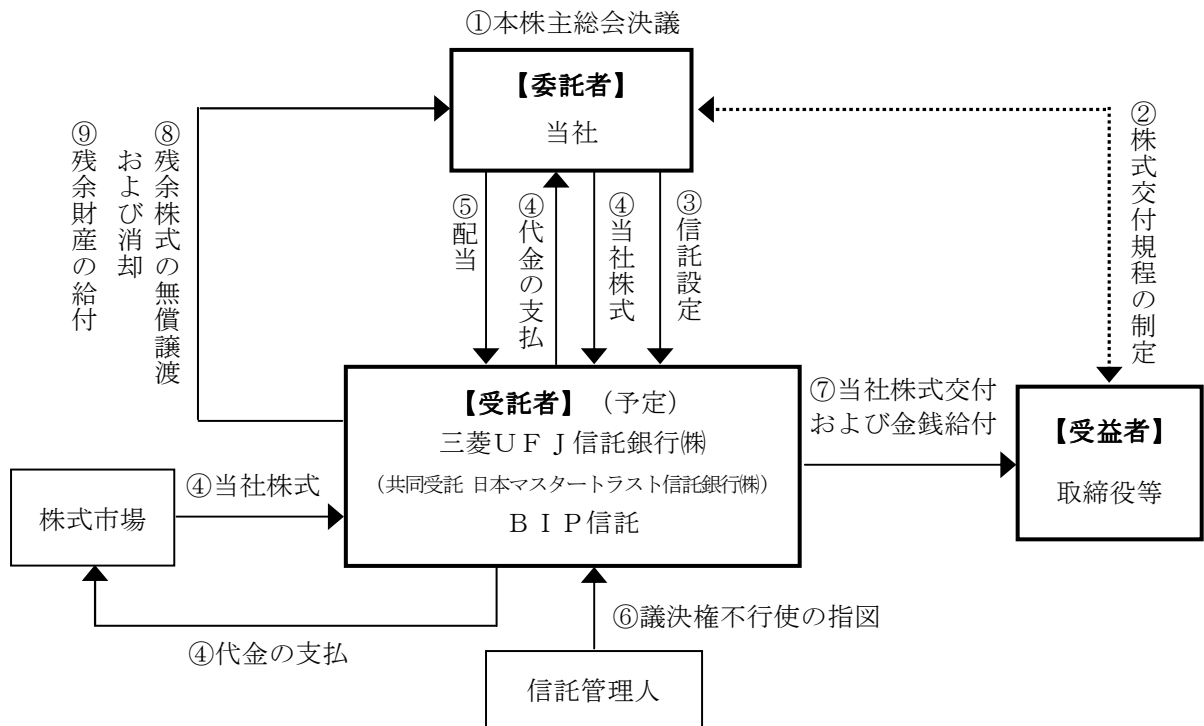 ①本株主総会決議
【委託者】
当社
⑨残余財産の給付
⑧残余株式の無償譲渡
および消却
⑤配当
④代金の支払
④当社株式
③信託設定
②株式交付規程の制定
【受託者】(予定)
三菱UFJ信託銀行㈱
(共同受託 日本マスタートラスト信託銀行㈱)
BIP信託
⑦当社株式交付
および金銭給付
【受益者】
取締役等
④当社株式
株式市場
④代金の支払
⑥議決権不行使の指図
信託管理人